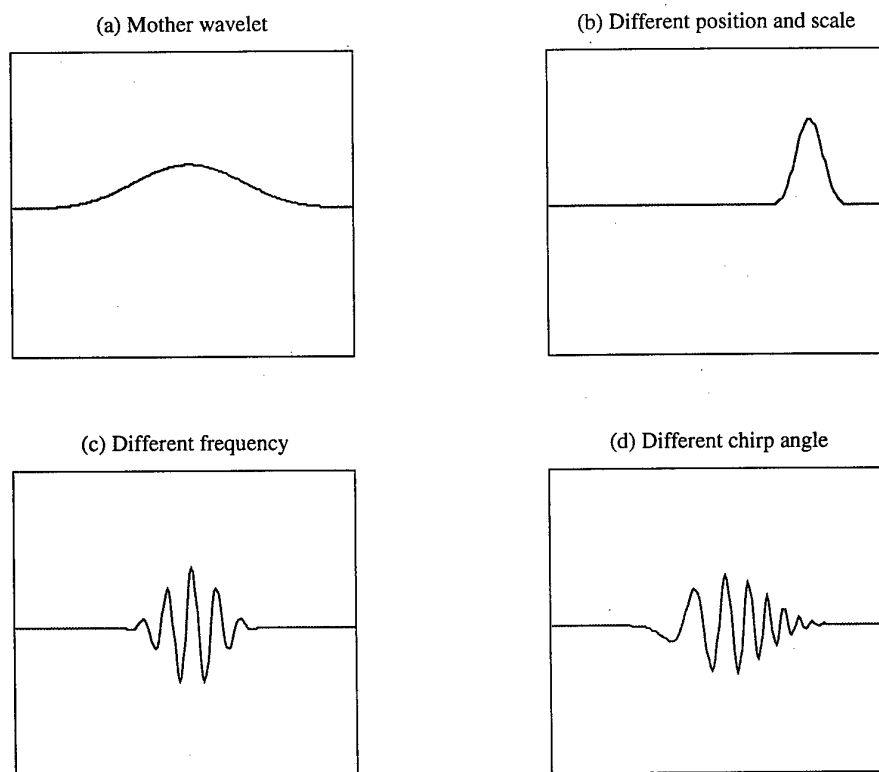 (a) Mother wavelet
(b) Different position and scale
(c) Different frequency
(d) Different chirp angle